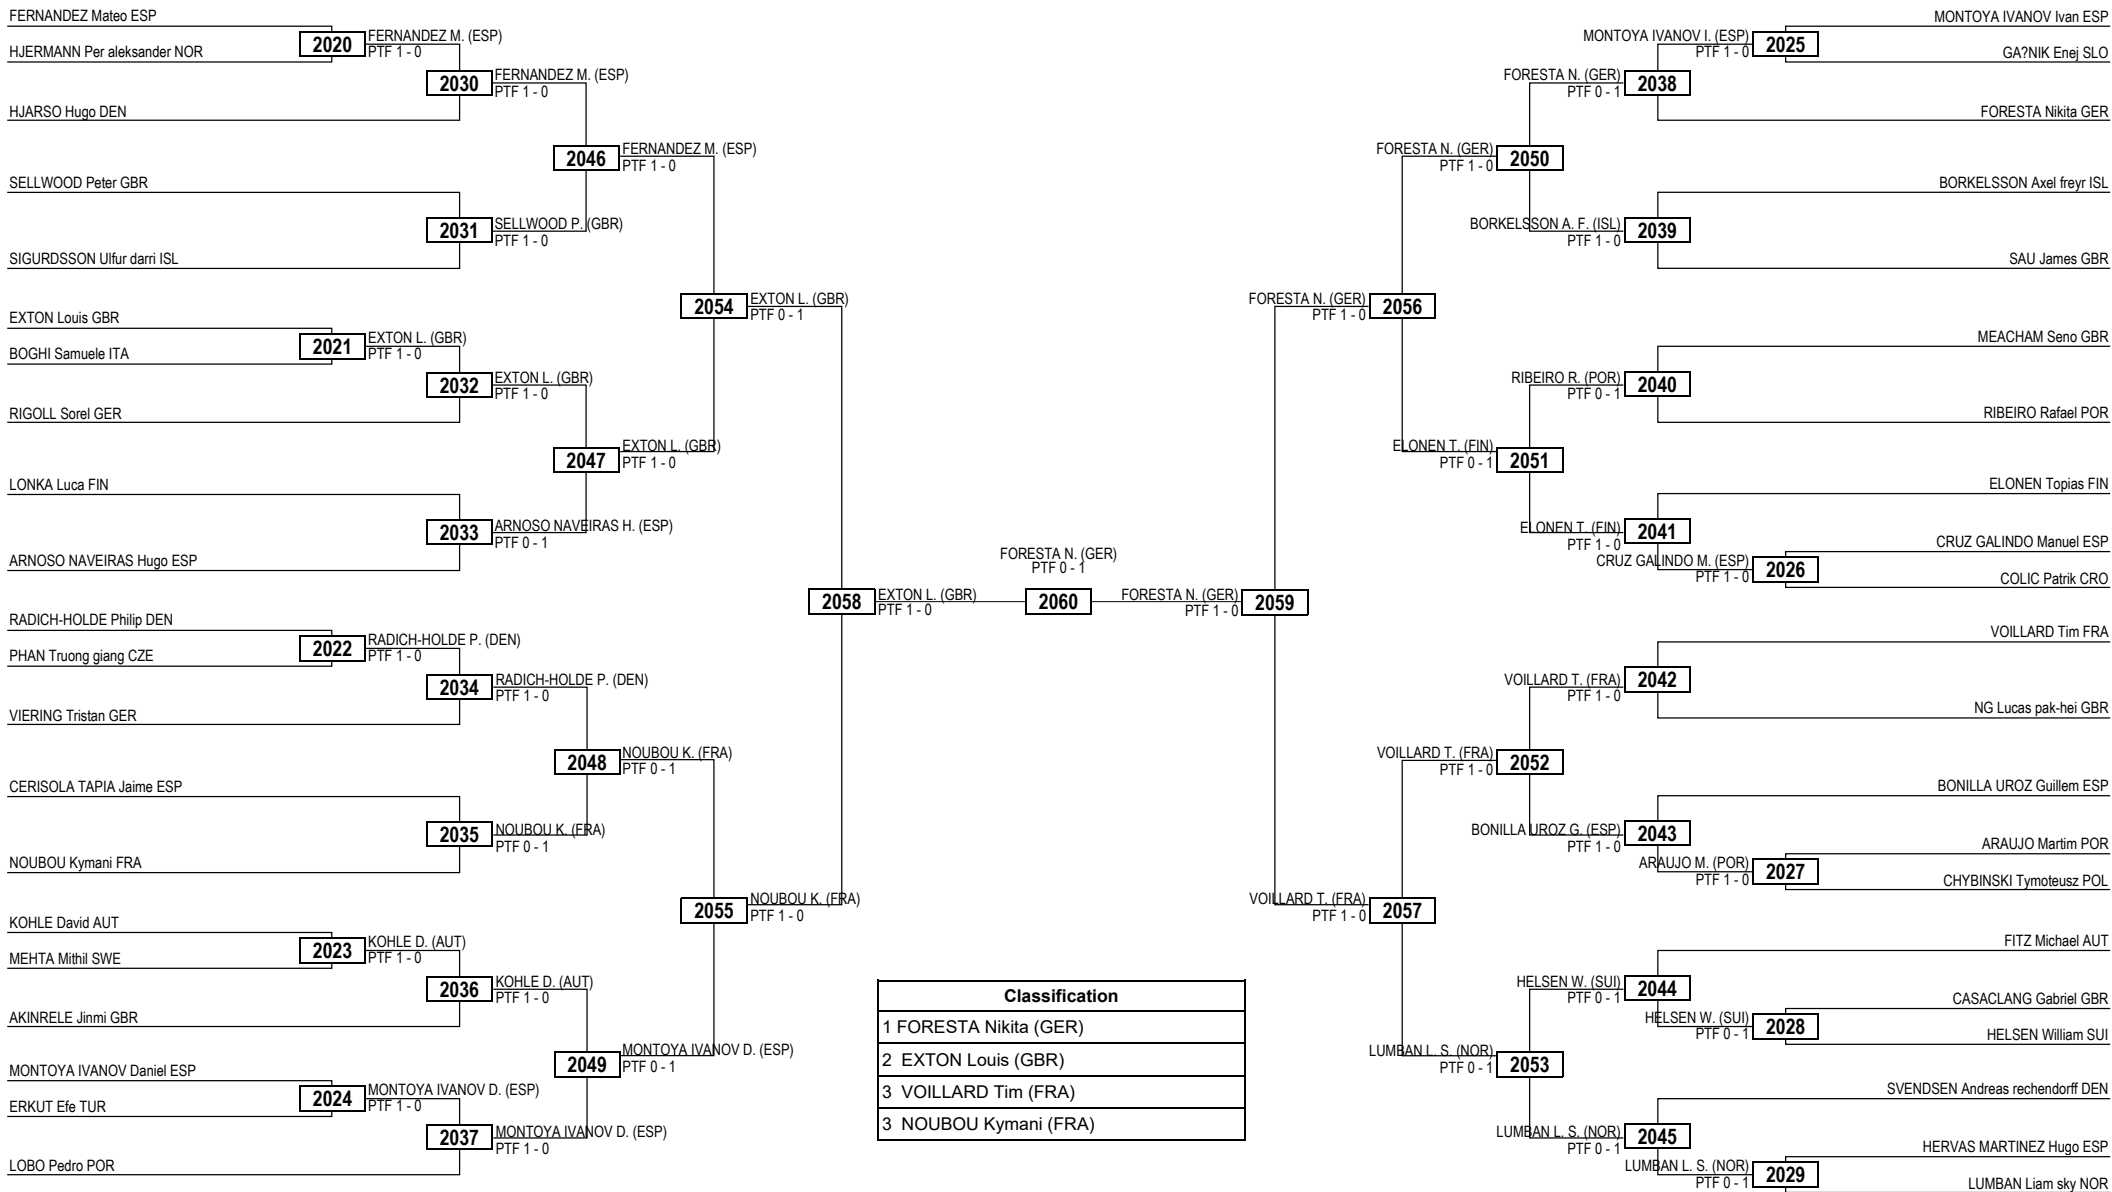 FERNANDEZ Mateo ESP
2020
FERNANDEZ M. (ESP)
PTF 1 - 0
HJERMANN Per aleksander NOR
2030
FERNANDEZ M. (ESP)
PTF 1 - 0
HJARSO Hugo DEN
2046
FERNANDEZ M. (ESP)
PTF 1 - 0
SELLWOOD Peter GBR
2031
SELLWOOD P. (GBR)
PTF 1 - 0
SIGURDSSON Ulfur darri ISL
2054
EXTON L. (GBR)
PTF 0 - 1
EXTON Louis GBR
2021
EXTON L. (GBR)
PTF 1 - 0
BOGHI Samuele ITA
2032
EXTON L. (GBR)
PTF 1 - 0
RIGOLL Sorel GER
2047
EXTON L. (GBR)
PTF 1 - 0
LONKA Luca FIN
2033
ARNOSO NAVEIRAS H. (ESP)
PTF 0 - 1
ARNOSO NAVEIRAS Hugo ESP
2058
EXTON L. (GBR)
PTF 1 - 0
RADICH-HOLDE Philip DEN
2022
RADICH-HOLDE P. (DEN)
PTF 1 - 0
PHAN Truong giang CZE
2034
RADICH-HOLDE P. (DEN)
PTF 1 - 0
VIERING Tristan GER
2048
NOUBOU K. (FRA)
PTF 0 - 1
CERISOLA TAPIA Jaime ESP
2035
NOUBOU K. (FRA)
PTF 0 - 1
NOUBOU Kymani FRA
2055
NOUBOU K. (FRA)
PTF 1 - 0
KOHLE David AUT
2023
KOHLE D. (AUT)
PTF 1 - 0
MEHTA Mithil SWE
2036
KOHLE D. (AUT)
PTF 1 - 0
AKINRELE Jinmi GBR
2049
MONTOYA IVANOV D. (ESP)
PTF 0 - 1
MONTOYA IVANOV Daniel ESP
2024
MONTOYA IVANOV D. (ESP)
PTF 1 - 0
ERKUT Efe TUR
2037
MONTOYA IVANOV D. (ESP)
PTF 1 - 0
LOBO Pedro POR
FORESTA N. (GER)
PTF 0 - 1
2060
Classification
1 FORESTA Nikita (GER)
2 EXTON Louis (GBR)
3 VOILLARD Tim (FRA)
3 NOUBOU Kymani (FRA)
MONTOYA IVANOV Ivan ESP
MONTOYA IVANOV I. (ESP)
PTF 1 - 0
2025
GA?NIK Enej SLO
FORESTA N. (GER)
PTF 0 - 1
2038
FORESTA Nikita GER
FORESTA N. (GER)
PTF 1 - 0
2050
BORKELSSON Axel freyr ISL
BORKELSSON A. F. (ISL)
PTF 1 - 0
2039
SAU James GBR
FORESTA N. (GER)
PTF 1 - 0
2056
MEACHAM Seno GBR
RIBEIRO R. (POR)
PTF 0 - 1
2040
RIBEIRO Rafael POR
ELONEN T. (FIN)
PTF 0 - 1
2051
ELONEN Topias FIN
ELONEN T. (FIN)
PTF 1 - 0
2041
CRUZ GALINDO Manuel ESP
CRUZ GALINDO M. (ESP)
PTF 1 - 0
2026
COLIC Patrik CRO
FORESTA N. (GER)
PTF 1 - 0
2059
VOILLARD Tim FRA
VOILLARD T. (FRA)
PTF 1 - 0
2042
NG Lucas pak-hei GBR
VOILLARD T. (FRA)
PTF 1 - 0
2052
BONILLA UROZ Guillem ESP
BONILLA UROZ G. (ESP)
PTF 1 - 0
2043
ARAUJO Martim POR
ARAUJO M. (POR)
PTF 1 - 0
2027
CHYBINSKI Tymoteusz POL
VOILLARD T. (FRA)
PTF 1 - 0
2057
FITZ Michael AUT
HELSEN W. (SUI)
PTF 0 - 1
2044
CASACLANG Gabriel GBR
HELSEN W. (SUI)
PTF 0 - 1
2028
HELSEN William SUI
LUMBAN L. S. (NOR)
PTF 0 - 1
2053
SVENDSEN Andreas rechendorff DEN
LUMBAN L. S. (NOR)
PTF 0 - 1
2045
HERVAS MARTINEZ Hugo ESP
LUMBAN L. S. (NOR)
PTF 0 - 1
2029
LUMBAN Liam sky NOR